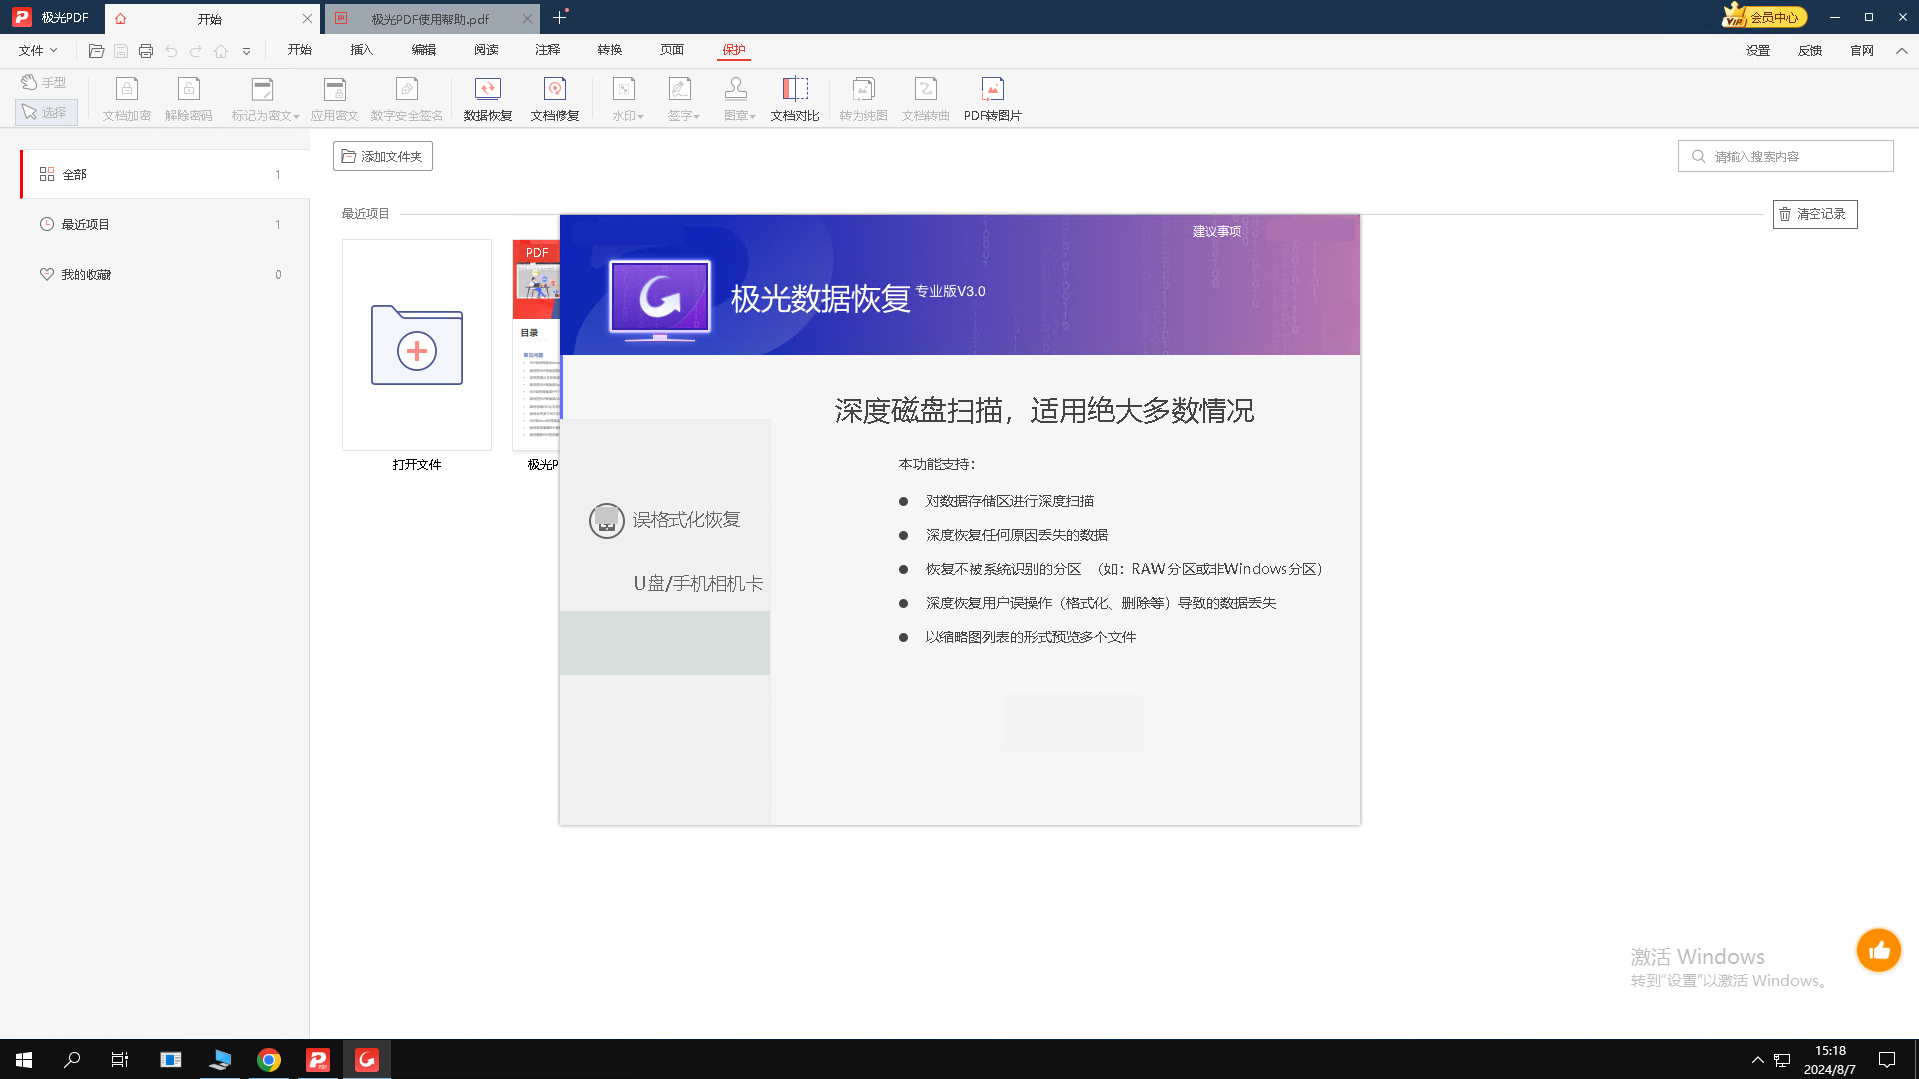 极光PDF
开始
极光PDF使用帮助.pdf
VIP 会员中心
文件
开始 插入 编辑 阅读 注释 转换 页面 保护
设置 反馈 官网
手型
选择
文档加密 解除密码 标记为密文 应用密文 数字安全签名 数据恢复 文档修复 水印 签字 图章 文档对比 转为纯图 文档转曲 PDF转图片
添加文件夹
请输入搜索内容
全部 1
最近项目 1
我的收藏 0
最近项目
清空记录
打开文件
PDF
目录
常见问题
极光P
建议事项
极光数据恢复 专业版V3.0
误格式化恢复
U盘/手机相机卡
深度磁盘扫描，适用绝大多数情况
本功能支持：
对数据存储区进行深度扫描
深度恢复任何原因丢失的数据
恢复不被系统识别的分区 （如：RAW分区或非Windows分区）
深度恢复用户误操作（格式化、删除等）导致的数据丢失
以缩略图列表的形式预览多个文件
激活 Windows
转到“设置”以激活 Windows。
15:18
2024/8/7